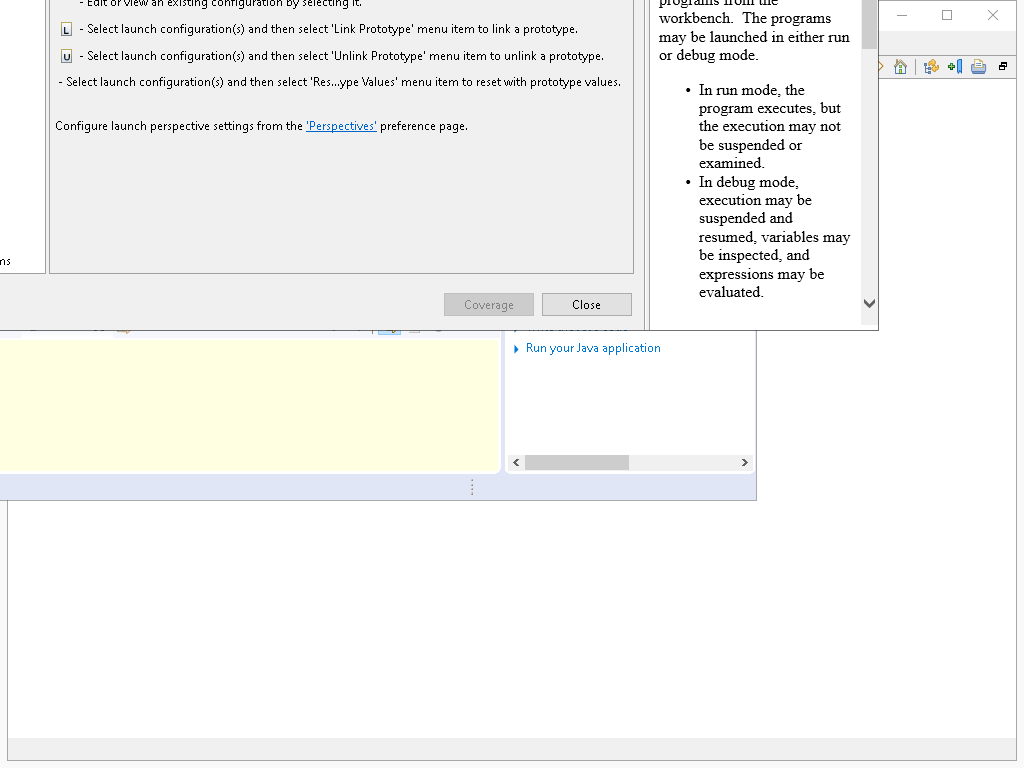 - Edit or view an existing configuration by selecting it.
L - Select launch configuration(s) and then select 'Link Prototype' menu item to link a prototype.
U - Select launch configuration(s) and then select 'Unlink Prototype' menu item to unlink a prototype.
- Select launch configuration(s) and then select 'Res...ype Values' menu item to reset with prototype values.
Configure launch perspective settings from the 'Perspectives' preference page.
ns
Coverage
Close
programs from the
workbench. The programs
may be launched in either run
or debug mode.
• In run mode, the
program executes, but
the execution may not
be suspended or
examined.
• In debug mode,
execution may be
suspended and
resumed, variables may
be inspected, and
expressions may be
evaluated.
Run your Java application